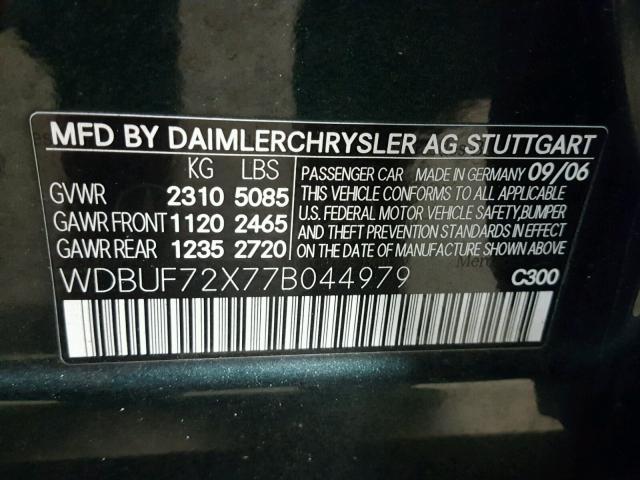 MFD BY DAIMLERCHRYSLER AG STUTTGART
KG LBS
GVWR 2310 5085
GAWR FRONT 1120 2465
GAWR REAR 1235 2720
PASSENGER CAR MADE IN GERMANY 09/06
THIS VEHICLE CONFORMS TO ALL APPLICABLE
U.S. FEDERAL MOTOR VEHICLE SAFETY,BUMPER
AND THEFT PREVENTION STANDARDS IN EFFECT
ON DATE OF MANUFACTURE SHOWN ABOVE
WDBUF72X77B044979
C300